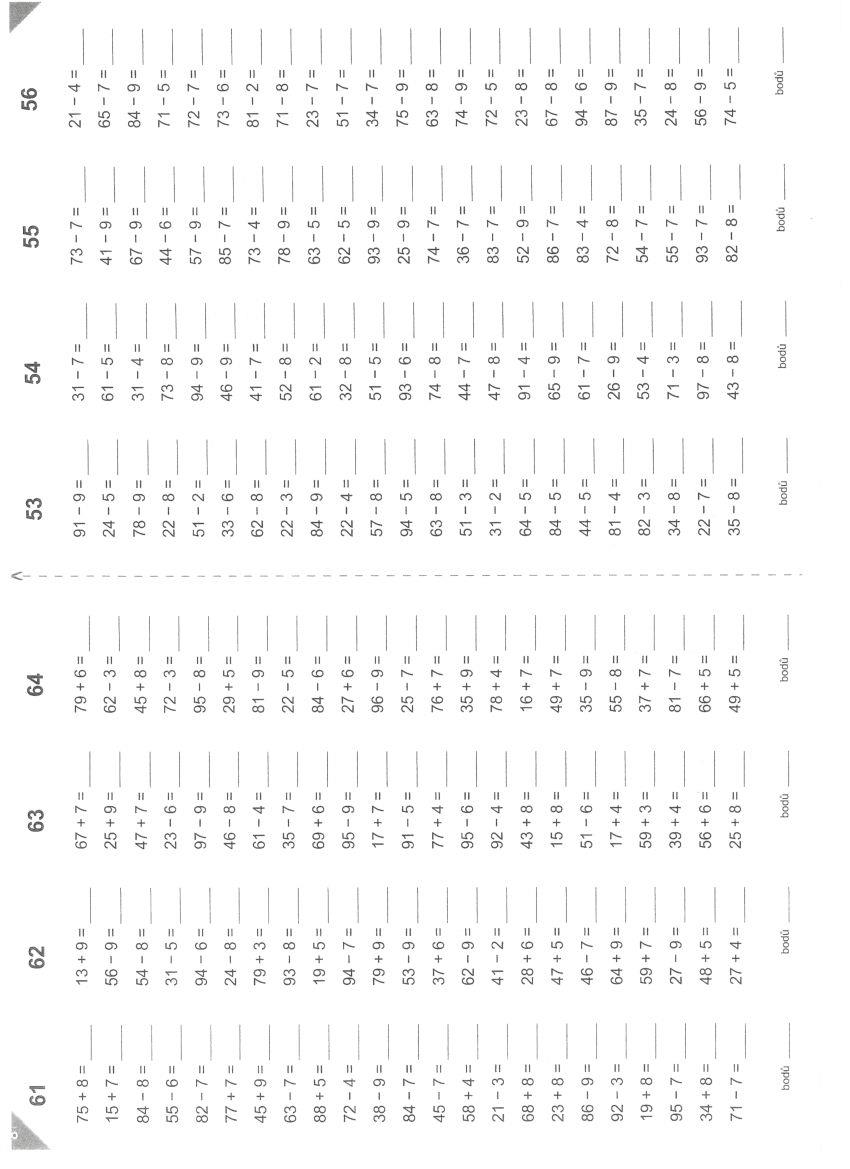 61
75 + 8 =
15 + 7 =
84 − 8 =
55 − 6 =
82 − 7 =
77 + 7 =
45 + 9 =
63 − 7 =
88 + 5 =
72 − 4 =
38 − 9 =
84 − 7 =
45 − 7 =
58 + 4 =
21 − 3 =
68 + 8 =
23 + 8 =
86 − 9 =
92 − 3 =
19 + 8 =
95 − 7 =
34 + 8 =
71 − 7 =
bodů
62
13 + 9 =
56 − 9 =
54 − 8 =
31 − 5 =
94 − 6 =
24 − 8 =
79 + 3 =
93 − 8 =
19 + 5 =
94 − 7 =
79 + 9 =
53 − 9 =
37 + 6 =
62 − 9 =
41 − 2 =
28 + 6 =
47 + 5 =
46 − 7 =
64 + 9 =
59 + 7 =
27 − 9 =
48 + 5 =
27 + 4 =
bodů
63
67 + 7 =
25 + 9 =
47 + 7 =
23 − 6 =
97 − 9 =
46 − 8 =
61 − 4 =
35 − 7 =
69 + 6 =
95 − 9 =
17 + 7 =
91 − 5 =
77 + 4 =
95 − 6 =
92 − 4 =
43 + 8 =
15 + 8 =
51 − 6 =
17 + 4 =
59 + 3 =
39 + 4 =
56 + 6 =
25 + 8 =
bodů
64
79 + 6 =
62 − 3 =
45 + 8 =
72 − 3 =
95 − 8 =
29 + 5 =
81 − 9 =
22 − 5 =
84 − 6 =
27 + 6 =
96 − 9 =
25 − 7 =
76 + 7 =
35 + 9 =
78 + 4 =
16 + 7 =
49 + 7 =
35 − 9 =
55 − 8 =
37 + 7 =
81 − 7 =
66 + 5 =
49 + 5 =
bodů
53
91 − 9 =
24 − 5 =
78 − 9 =
22 − 8 =
51 − 2 =
33 − 6 =
62 − 8 =
22 − 3 =
84 − 9 =
22 − 4 =
57 − 8 =
94 − 5 =
63 − 8 =
51 − 3 =
31 − 2 =
64 − 5 =
84 − 5 =
44 − 5 =
81 − 4 =
82 − 3 =
34 − 8 =
22 − 7 =
35 − 8 =
bodů
54
31 − 7 =
61 − 5 =
31 − 4 =
73 − 8 =
94 − 9 =
46 − 9 =
41 − 7 =
52 − 8 =
61 − 2 =
32 − 8 =
51 − 5 =
93 − 6 =
74 − 8 =
44 − 7 =
47 − 8 =
91 − 4 =
65 − 9 =
61 − 7 =
26 − 9 =
53 − 4 =
71 − 3 =
97 − 8 =
43 − 8 =
bodů
55
73 − 7 =
41 − 9 =
67 − 9 =
44 − 6 =
57 − 9 =
85 − 7 =
73 − 4 =
78 − 9 =
63 − 5 =
62 − 5 =
93 − 9 =
25 − 9 =
74 − 7 =
36 − 7 =
83 − 7 =
52 − 9 =
86 − 7 =
83 − 4 =
72 − 8 =
54 − 7 =
55 − 7 =
93 − 7 =
82 − 8 =
bodů
56
21 − 4 =
65 − 7 =
84 − 9 =
71 − 5 =
72 − 7 =
73 − 6 =
81 − 2 =
71 − 8 =
23 − 7 =
51 − 7 =
34 − 7 =
75 − 9 =
63 − 8 =
74 − 9 =
72 − 5 =
23 − 8 =
67 − 8 =
94 − 6 =
87 − 9 =
35 − 7 =
24 − 8 =
56 − 9 =
74 − 5 =
bodů